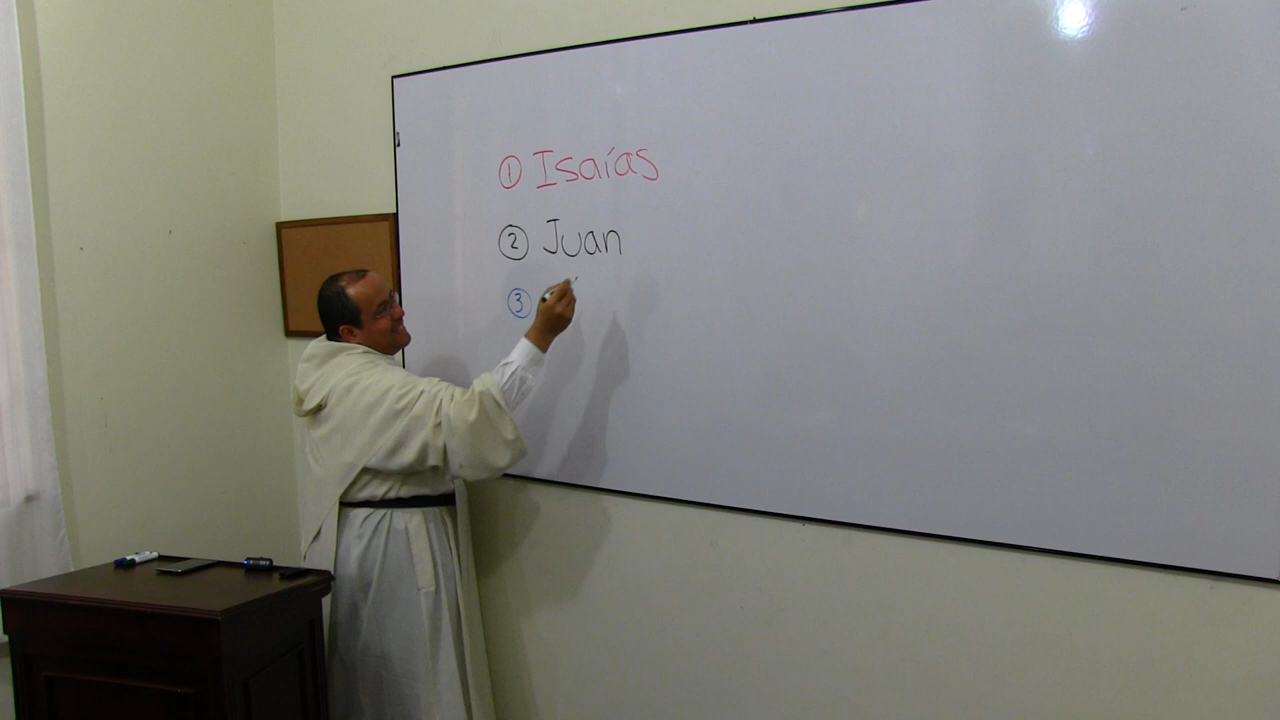 ① Isaías
② Juan
③